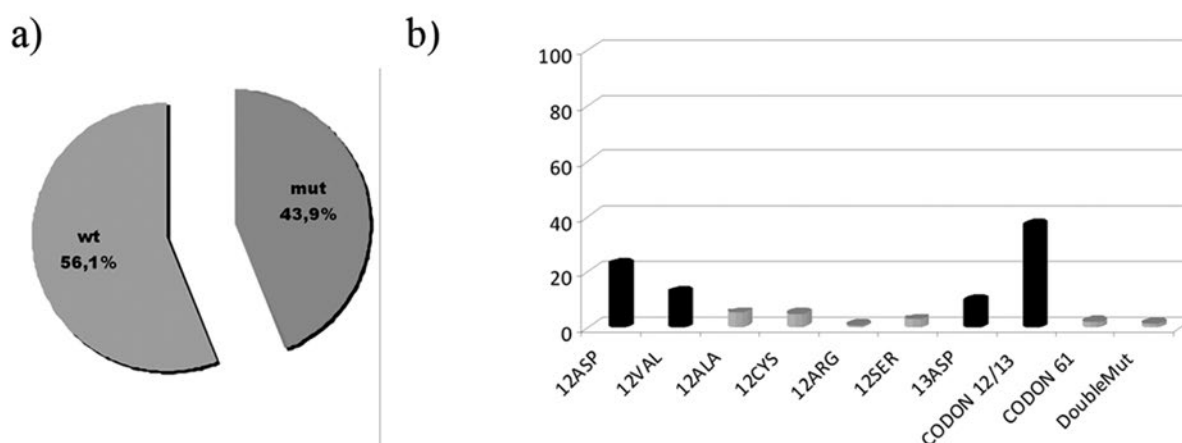 a)
wt
56,1%
mut
43,9%
b)
100
80
60
40
20
0
12ASP
12VAL
12ALA
12CYS
12ARG
12SER
13ASP
CODON 12/13
CODON 61
DoubleMut